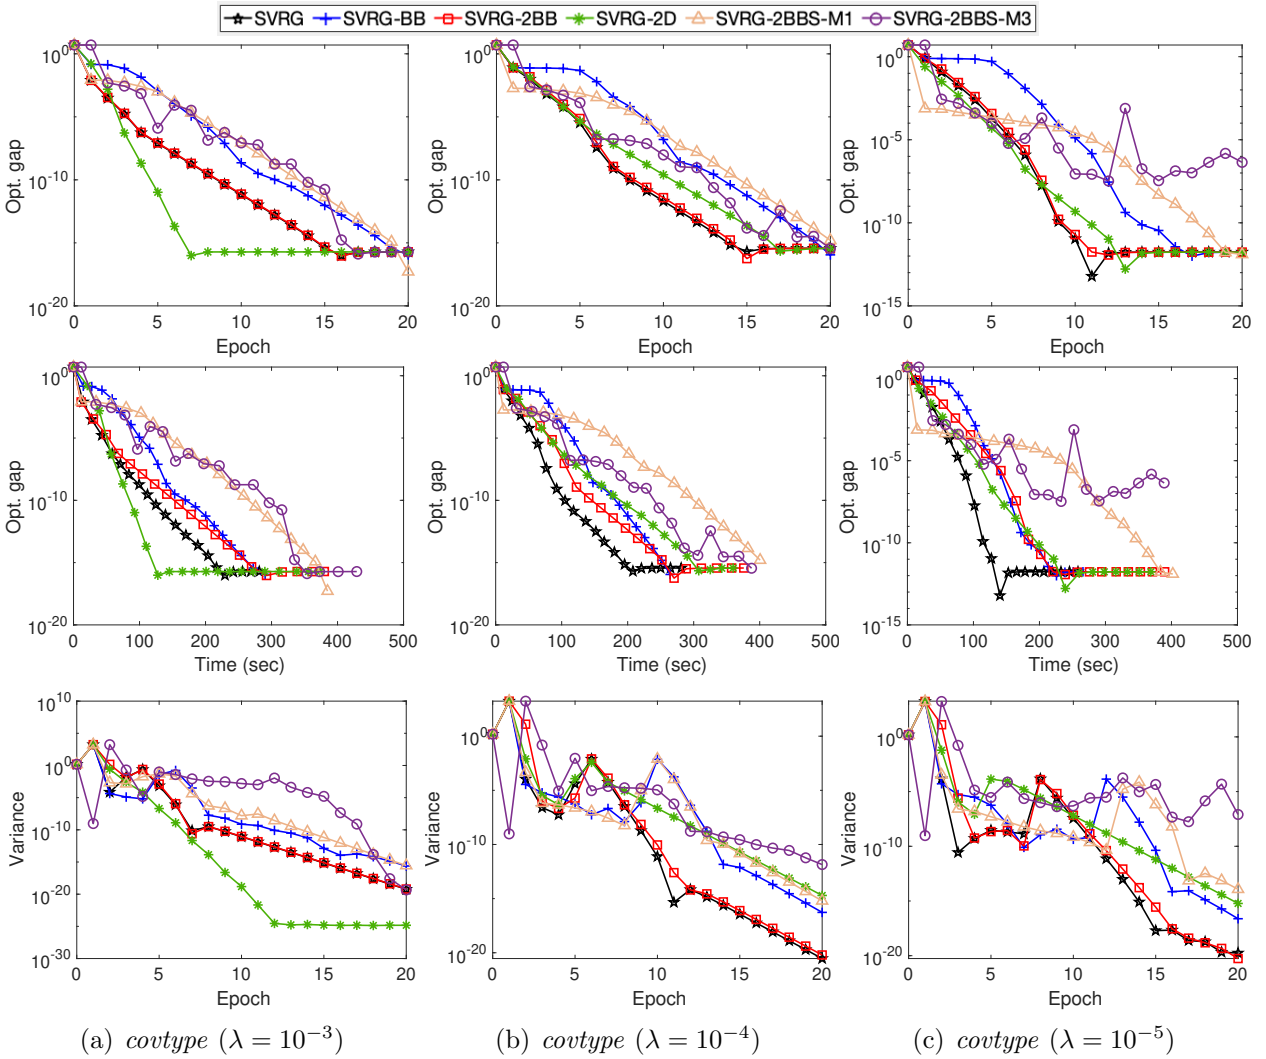 SVRG SVRG-BB SVRG-2BB SVRG-2D SVRG-2BBS-M1 SVRG-2BBS-M3
10^0 10^0 10^0
10^-5
10^-10 10^-10 10^-10
10^-20 10^-20 10^-15
Opt. gap Opt. gap Opt. gap
0 5 10 15 20 0 5 10 15 20 0 5 10 15 20
Epoch Epoch Epoch
10^0 10^0 10^0
10^-5
10^-10 10^-10 10^-10
10^-20 10^-20 10^-15
Opt. gap Opt. gap Opt. gap
0 100 200 300 400 500 0 100 200 300 400 500 0 100 200 300 400 500
Time (sec) Time (sec) Time (sec)
10^10
10^0 10^0 10^0
10^-10 10^-10 10^-10
10^-20 10^-20 10^-20
10^-30
Variance Variance Variance
0 5 10 15 20 0 5 10 15 20 0 5 10 15 20
Epoch Epoch Epoch
(a) covtype (λ = 10^-3) (b) covtype (λ = 10^-4) (c) covtype (λ = 10^-5)